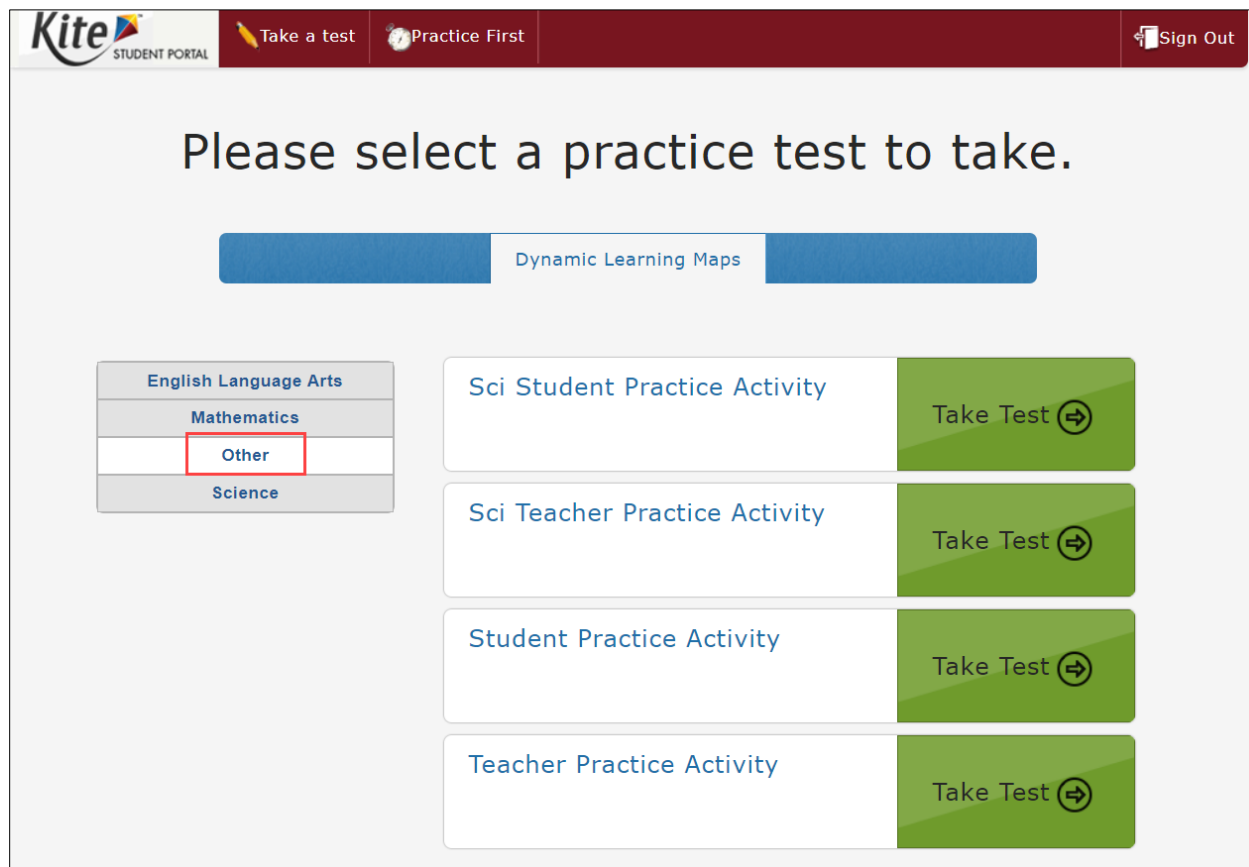 Kite STUDENT PORTAL Take a test Practice First Sign Out
Please select a practice test to take.
Dynamic Learning Maps
English Language Arts
Mathematics
Other
Science
Sci Student Practice Activity
Take Test
Sci Teacher Practice Activity
Take Test
Student Practice Activity
Take Test
Teacher Practice Activity
Take Test